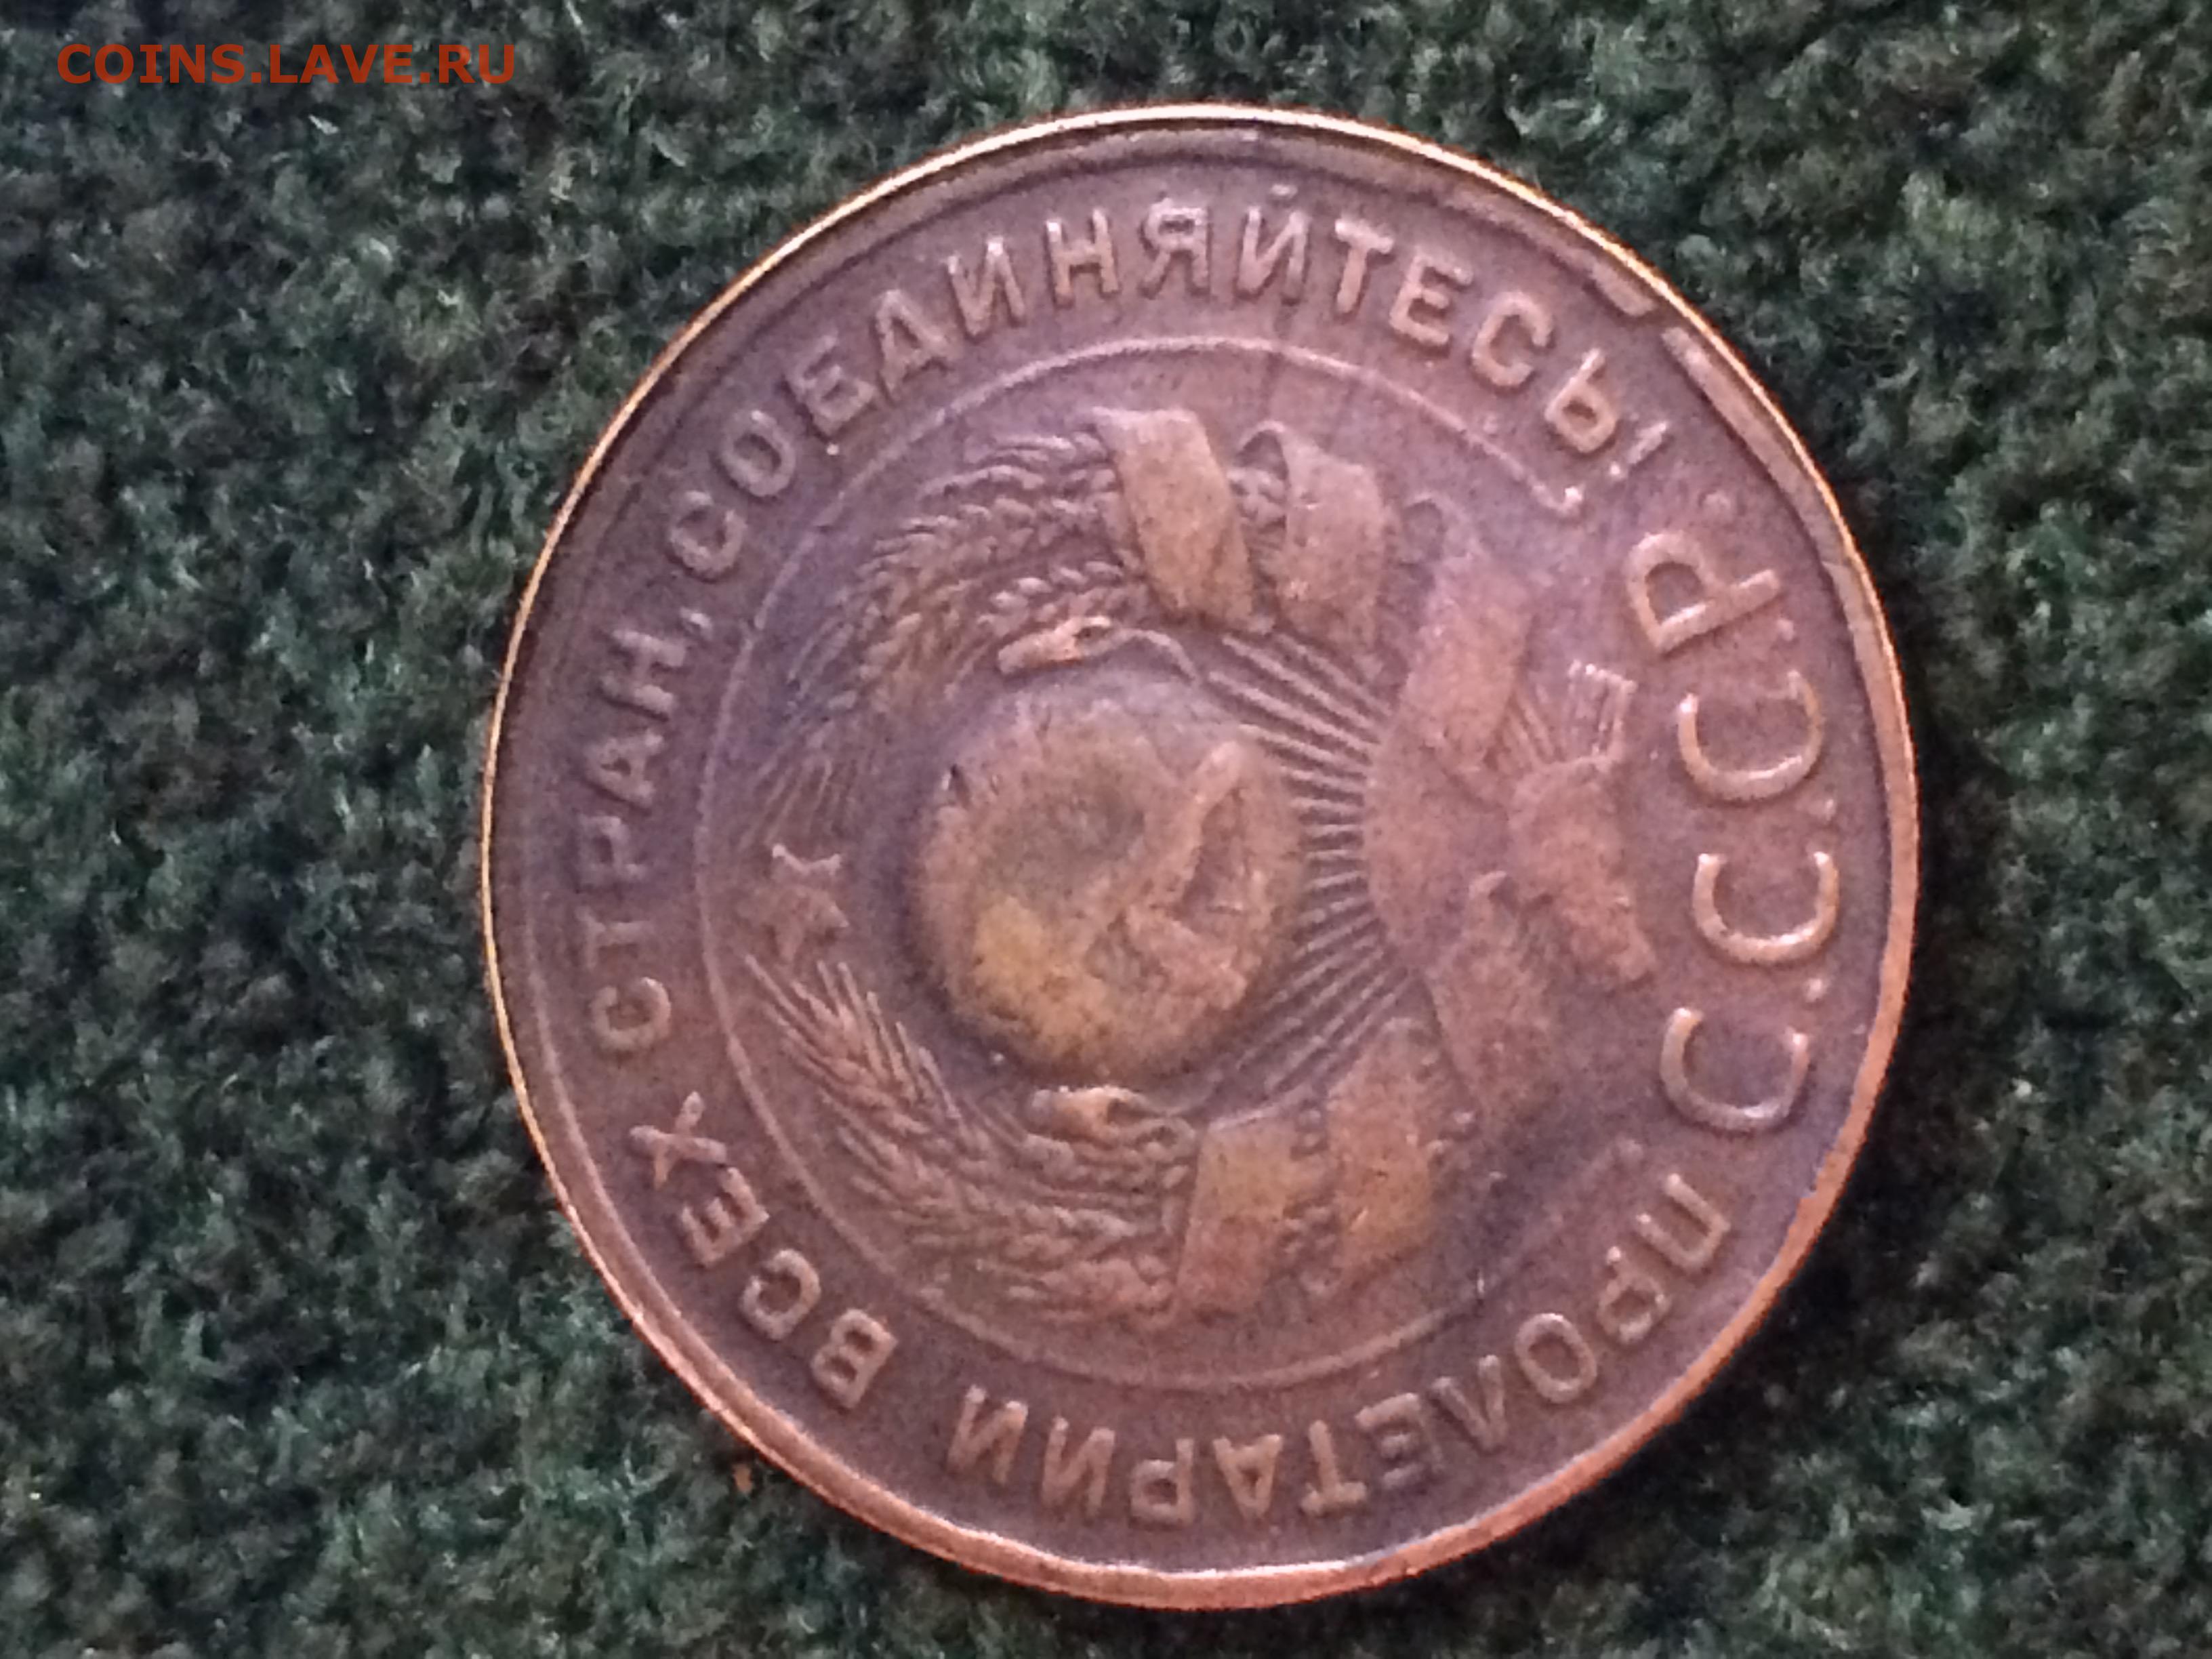 COINS.LAVE.RU
ПРОЛЕТАРИИ ВСЕХ СТРАН, СОЕДИНЯЙТЕСЬ!
С.С.С.Р.